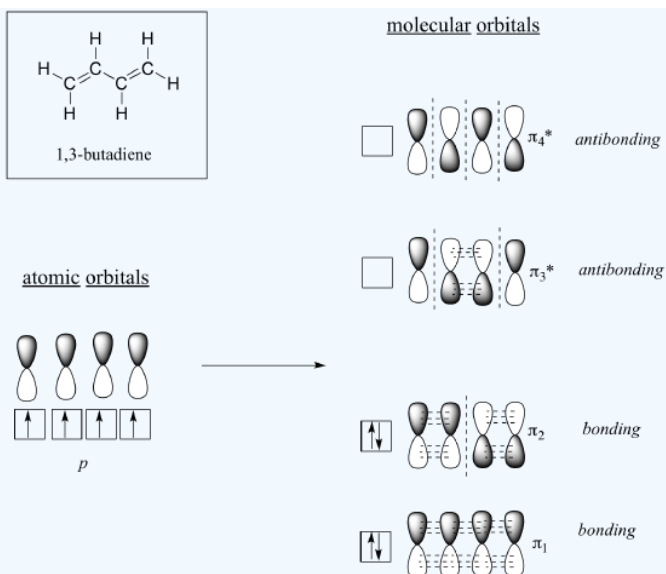 molecular orbitals
H H
H C C H
C C
H H
1,3-butadiene
π4* antibonding
π3* antibonding
atomic orbitals
p
π2 bonding
π1 bonding